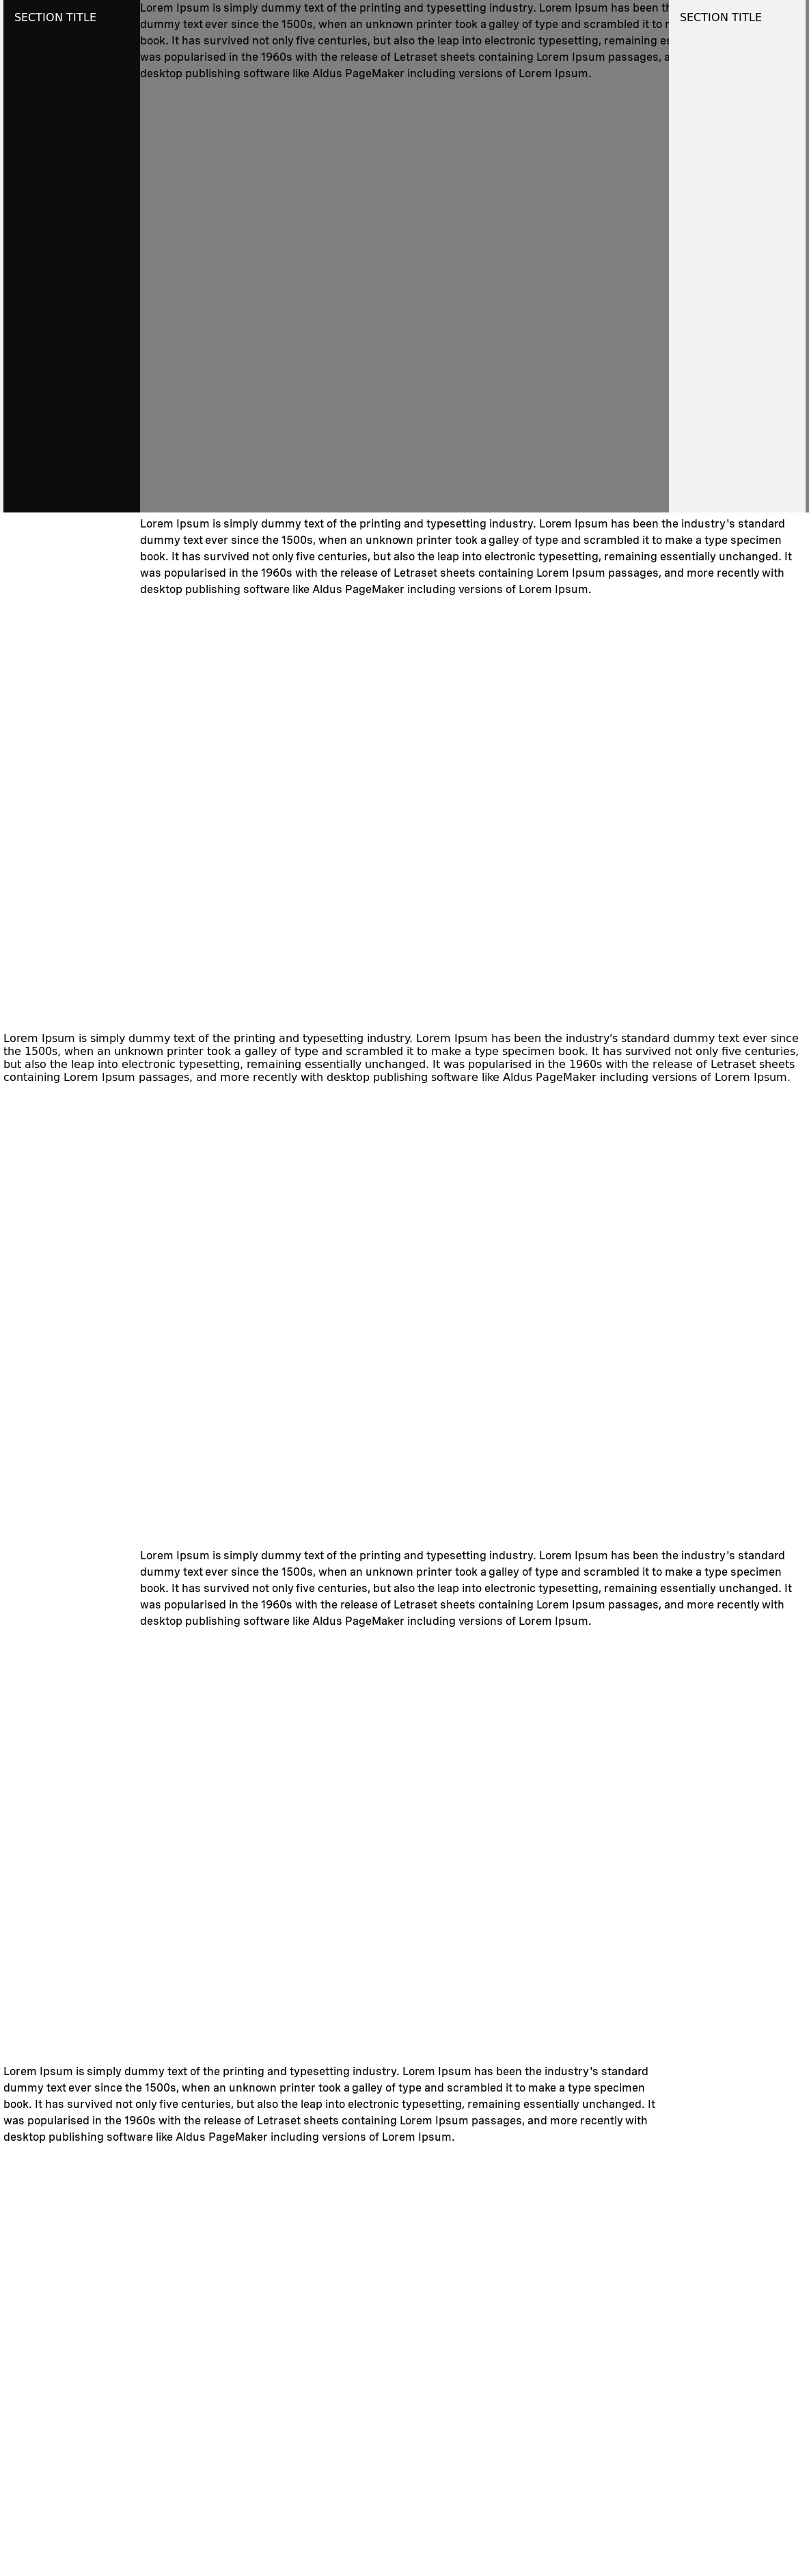 SECTION TITLE
Lorem Ipsum is simply dummy text of the printing and typesetting industry. Lorem Ipsum has been
dummy text ever since the 1500s, when an unknown printer took a galley of type and scrambled it to
book. It has survived not only five centuries, but also the leap into electronic typesetting, remaining
was popularised in the 1960s with the release of Letraset sheets containing Lorem Ipsum passages,
desktop publishing software like Aldus PageMaker including versions of Lorem Ipsum.
SECTION TITLE
Lorem Ipsum is simply dummy text of the printing and typesetting industry. Lorem Ipsum has been the industry's standard
dummy text ever since the 1500s, when an unknown printer took a galley of type and scrambled it to make a type specimen
book. It has survived not only five centuries, but also the leap into electronic typesetting, remaining essentially unchanged. It
was popularised in the 1960s with the release of Letraset sheets containing Lorem Ipsum passages, and more recently with
desktop publishing software like Aldus PageMaker including versions of Lorem Ipsum.
Lorem Ipsum is simply dummy text of the printing and typesetting industry. Lorem Ipsum has been the industry's standard dummy text ever since
the 1500s, when an unknown printer took a galley of type and scrambled it to make a type specimen book. It has survived not only five centuries,
but also the leap into electronic typesetting, remaining essentially unchanged. It was popularised in the 1960s with the release of Letraset sheets
containing Lorem Ipsum passages, and more recently with desktop publishing software like Aldus PageMaker including versions of Lorem Ipsum.
Lorem Ipsum is simply dummy text of the printing and typesetting industry. Lorem Ipsum has been the industry's standard
dummy text ever since the 1500s, when an unknown printer took a galley of type and scrambled it to make a type specimen
book. It has survived not only five centuries, but also the leap into electronic typesetting, remaining essentially unchanged. It
was popularised in the 1960s with the release of Letraset sheets containing Lorem Ipsum passages, and more recently with
desktop publishing software like Aldus PageMaker including versions of Lorem Ipsum.
Lorem Ipsum is simply dummy text of the printing and typesetting industry. Lorem Ipsum has been the industry's standard
dummy text ever since the 1500s, when an unknown printer took a galley of type and scrambled it to make a type specimen
book. It has survived not only five centuries, but also the leap into electronic typesetting, remaining essentially unchanged. It
was popularised in the 1960s with the release of Letraset sheets containing Lorem Ipsum passages, and more recently with
desktop publishing software like Aldus PageMaker including versions of Lorem Ipsum.